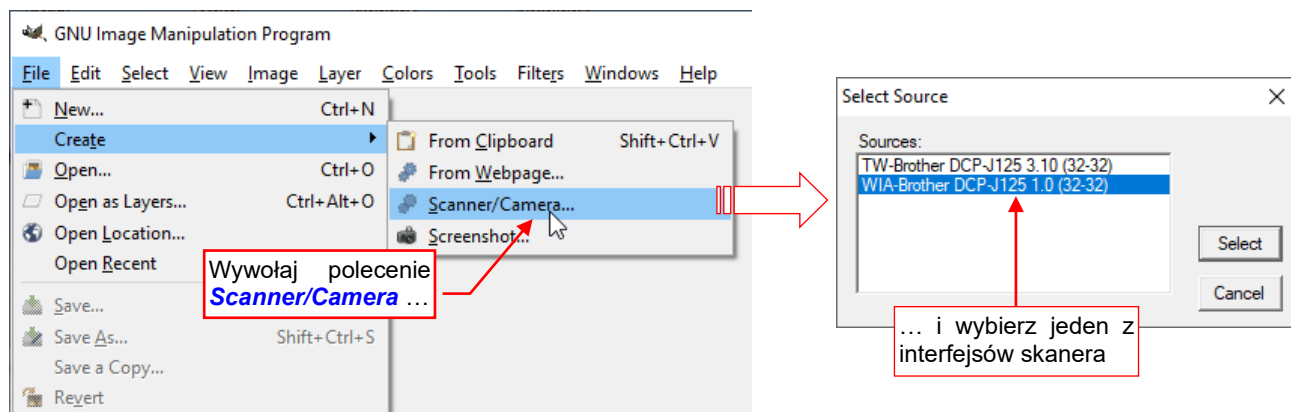 GNU Image Manipulation Program
File Edit Select View Image Layer Colors Tools Filters Windows Help
New... Ctrl+N
Create
Open... Ctrl+O
Open as Layers... Ctrl+Alt+O
Open Location...
Open Recent
Save...
Save As... Shift+Ctrl+S
Save a Copy...
Revert
From Clipboard Shift+Ctrl+V
From Webpage...
Scanner/Camera...
Screenshot...
Wywołaj polecenie
Scanner/Camera …
Select Source
Sources:
TW-Brother DCP-J125 3.10 (32-32)
WIA-Brother DCP-J125 1.0 (32-32)
Select
Cancel
… i wybierz jeden z
interfejsów skanera